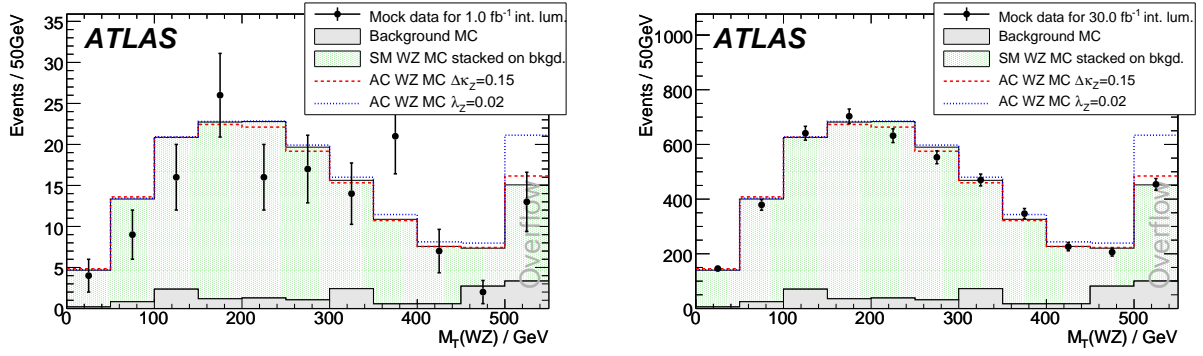 Events / 50GeV
35
30
25
20
15
10
5
0
0 100 200 300 400 500
M_T(WZ) / GeV
ATLAS
Mock data for 1.0 fb⁻¹ int. lum.
Background MC
SM WZ MC stacked on bkgd.
AC WZ MC Δκ_Z=0.15
AC WZ MC λ_Z=0.02
Overflow
Events / 50GeV
1000
800
600
400
200
0
0 100 200 300 400 500
M_T(WZ) / GeV
ATLAS
Mock data for 30.0 fb⁻¹ int. lum.
Background MC
SM WZ MC stacked on bkgd.
AC WZ MC Δκ_Z=0.15
AC WZ MC λ_Z=0.02
Overflow